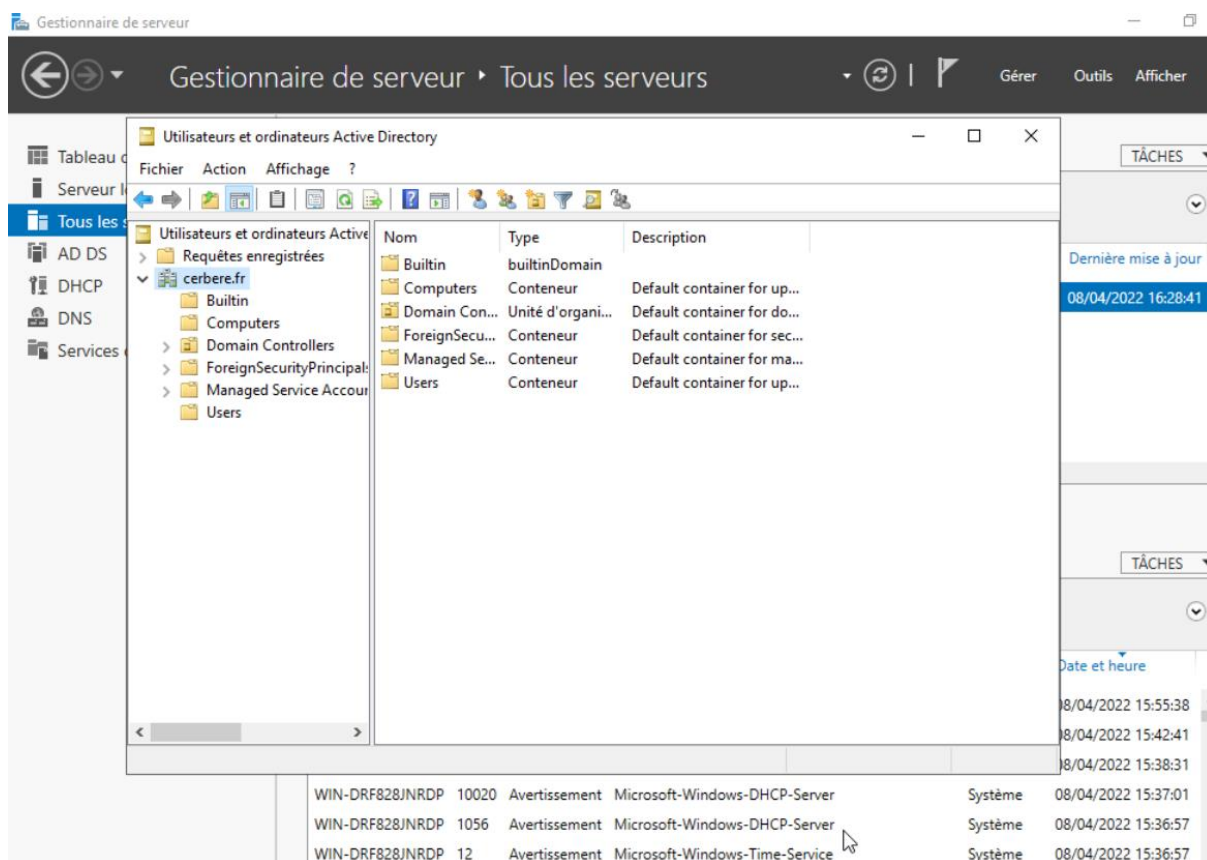 Gestionnaire de serveur
Gestionnaire de serveur ‣ Tous les serveurs
Gérer Outils Afficher
Tableau d
Serveur l
Tous les s
AD DS
DHCP
DNS
Services
Utilisateurs et ordinateurs Active Directory
Fichier Action Affichage ?
Utilisateurs et ordinateurs Active
Requêtes enregistrées
cerbere.fr
Builtin
Computers
Domain Controllers
ForeignSecurityPrincipals
Managed Service Accour
Users
Nom Type Description
Builtin builtinDomain
Computers Conteneur Default container for up...
Domain Con... Unité d'organi... Default container for do...
ForeignSecu... Conteneur Default container for sec...
Managed Se... Conteneur Default container for ma...
Users Conteneur Default container for up...
TÂCHES
Dernière mise à jour
08/04/2022 16:28:41
TÂCHES
Date et heure
08/04/2022 15:55:38
08/04/2022 15:42:41
08/04/2022 15:38:31
WIN-DRF828JNRDP 10020 Avertissement Microsoft-Windows-DHCP-Server Système 08/04/2022 15:37:01
WIN-DRF828JNRDP 1056 Avertissement Microsoft-Windows-DHCP-Server Système 08/04/2022 15:36:57
WIN-DRF828JNRDP 12 Avertissement Microsoft-Windows-Time-Service Système 08/04/2022 15:36:57